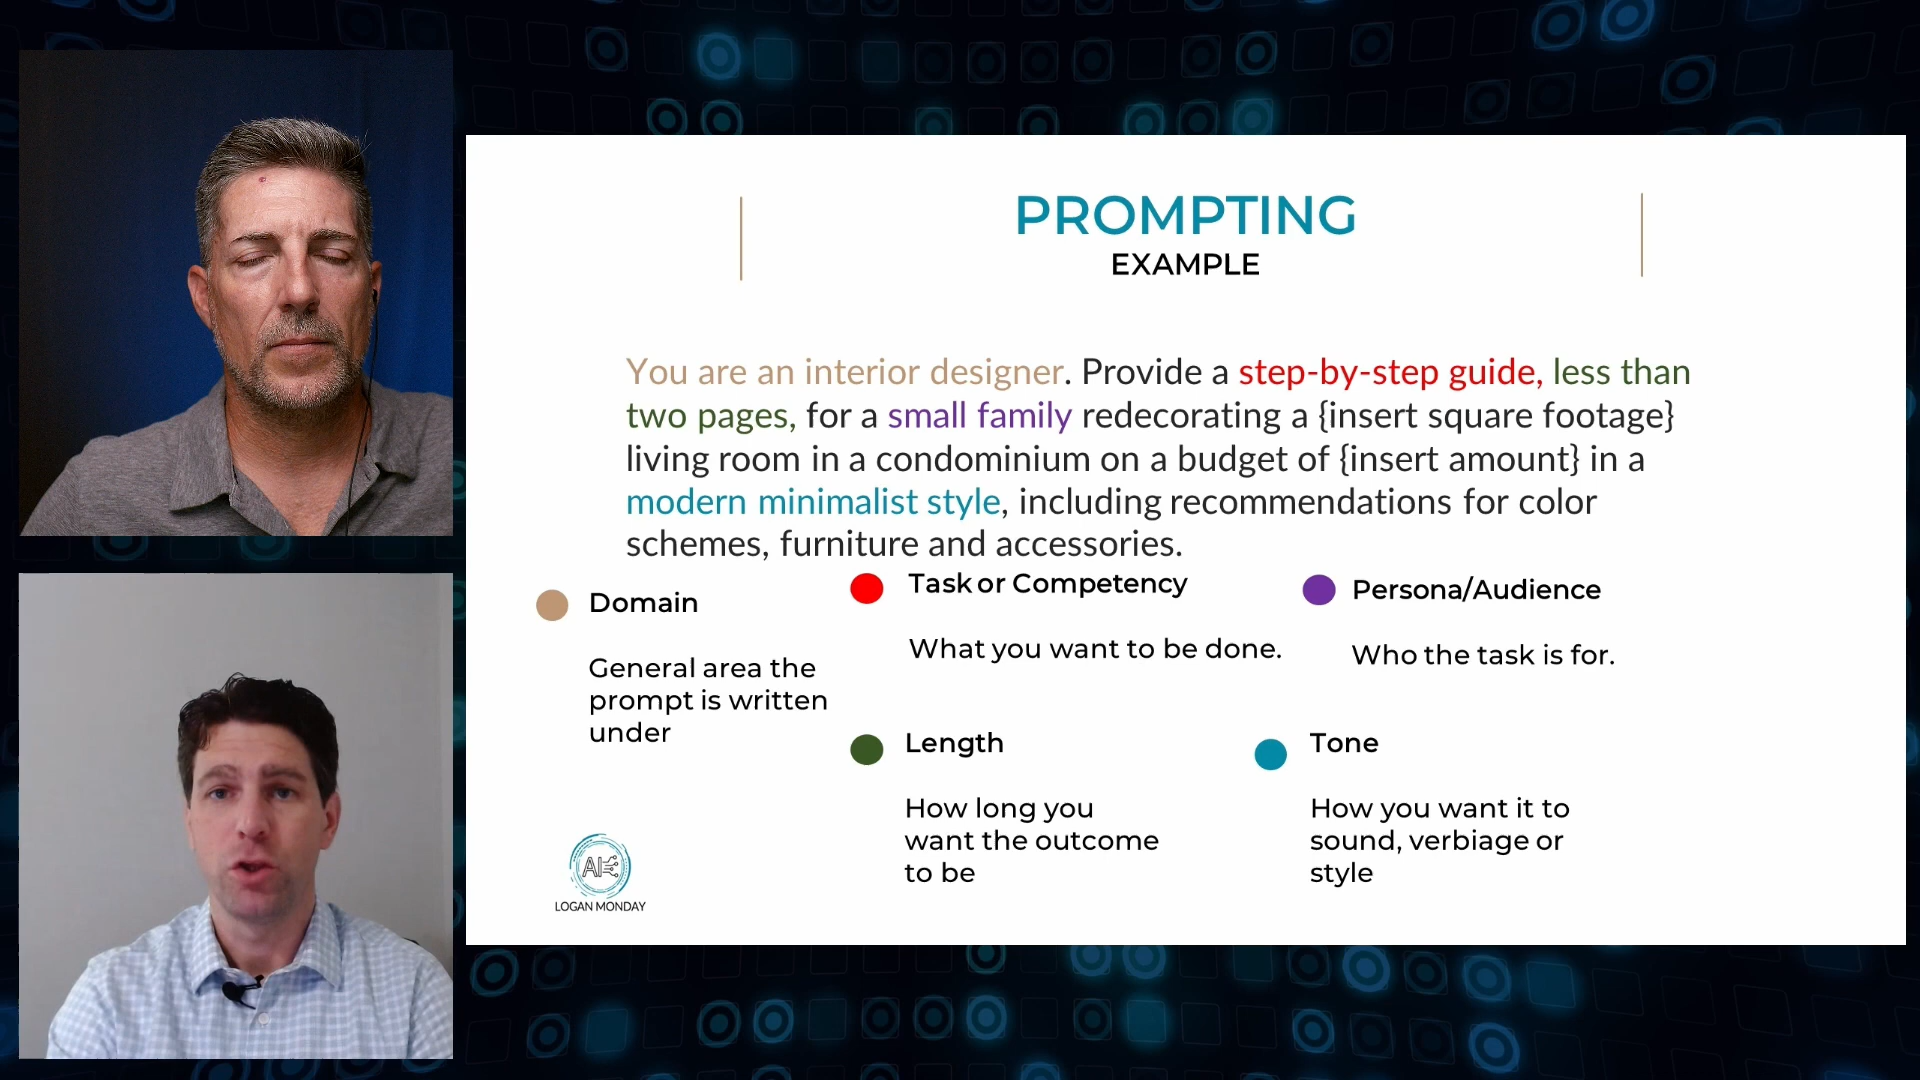 PROMPTING
EXAMPLE
You are an interior designer. Provide a step-by-step guide, less than
two pages, for a small family redecorating a {insert square footage}
living room in a condominium on a budget of {insert amount} in a
modern minimalist style, including recommendations for color
schemes, furniture and accessories.
Domain
General area the
prompt is written
under
Task or Competency
What you want to be done.
Persona/Audience
Who the task is for.
Length
How long you
want the outcome
to be
Tone
How you want it to
sound, verbiage or
style
AI
LOGAN MONDAY